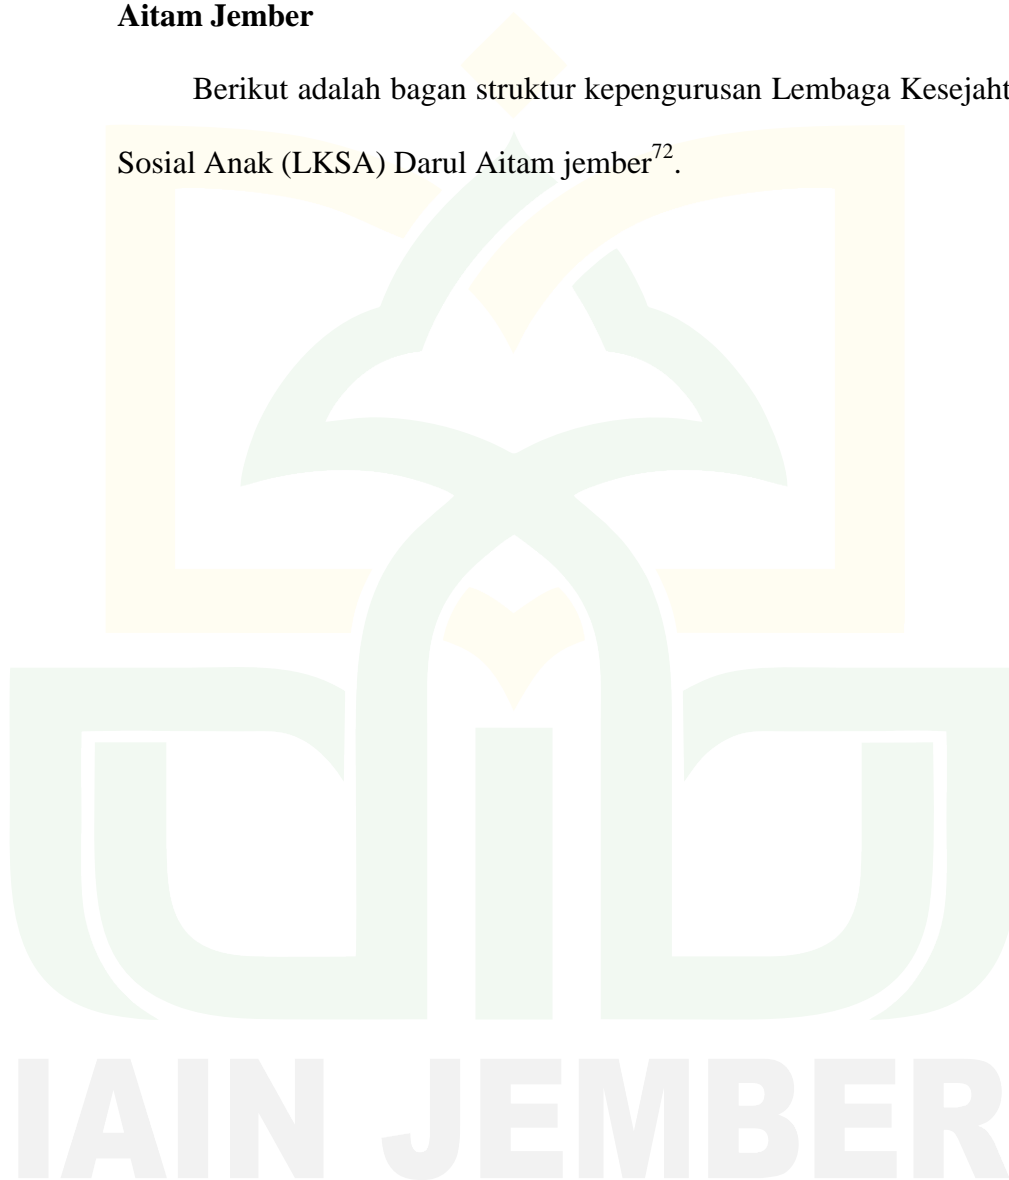 Aitam Jember
Berikut adalah bagan struktur kepengurusan Lembaga Kesejaht
Sosial Anak (LKSA) Darul Aitam jember72.
IAIN JEMBER